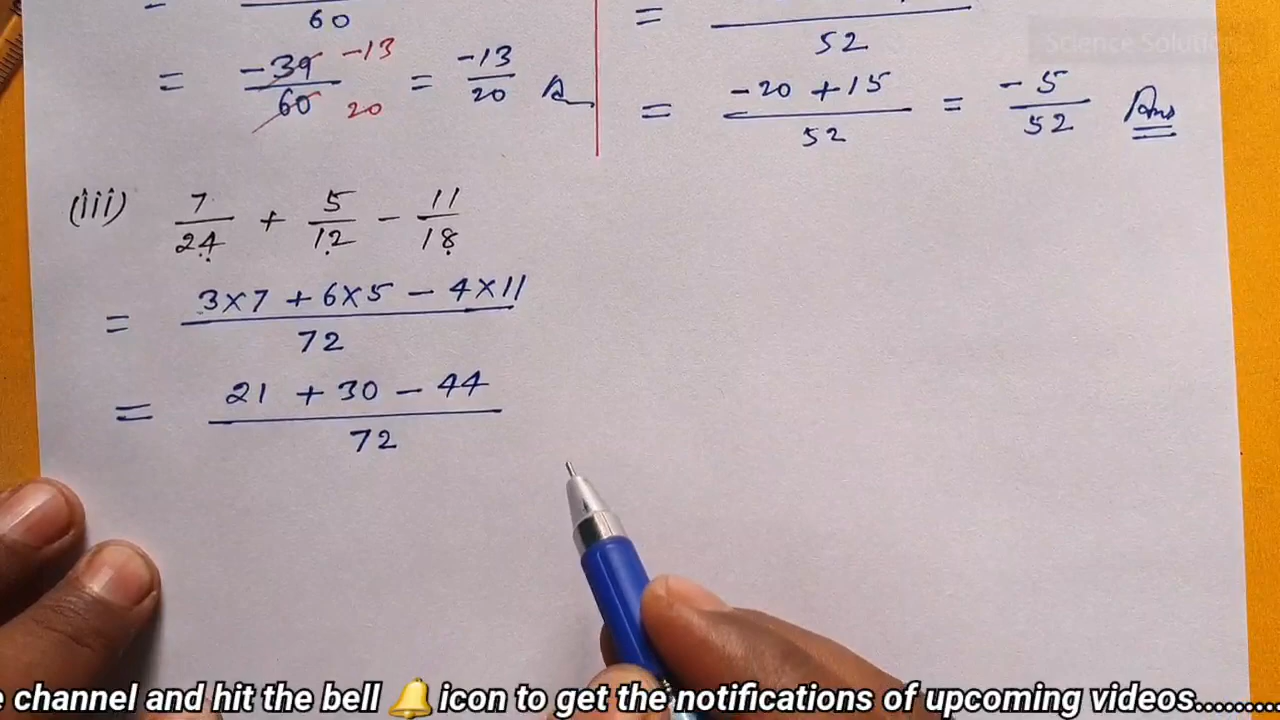 60
= -39/60 -13 20 = -13/20
52
= -20 + 15/52 = -5/52 Ans
(iii) 7/24 + 5/12 - 11/18
= 3×7 + 6×5 - 4×11/72
= 21 + 30 - 44/72
Science Solution
channel and hit the bell 🔔 icon to get the notifications of upcoming videos.........